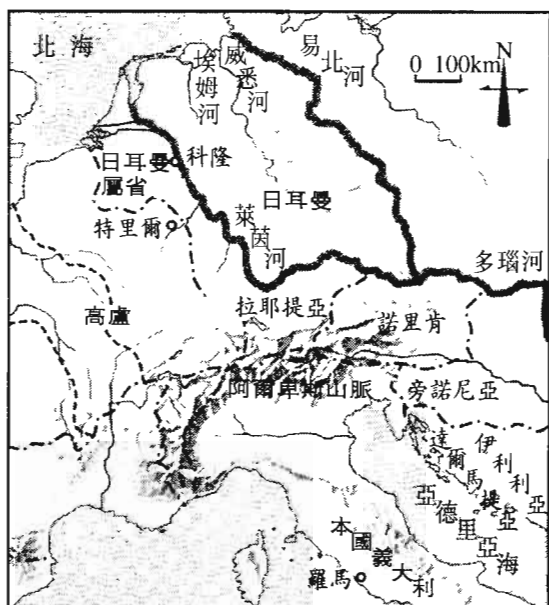 北海
埃姆河
威悉河
易北河
0 100km
N
日耳曼屬省
科隆
日耳曼
特里爾
萊茵河
多瑙河
拉耶提亞
諾里肯
高盧
阿爾卑斯山脈
旁諾尼亞
達爾馬提亞
伊利利亞
亞德里亞海
本國義大利
羅馬